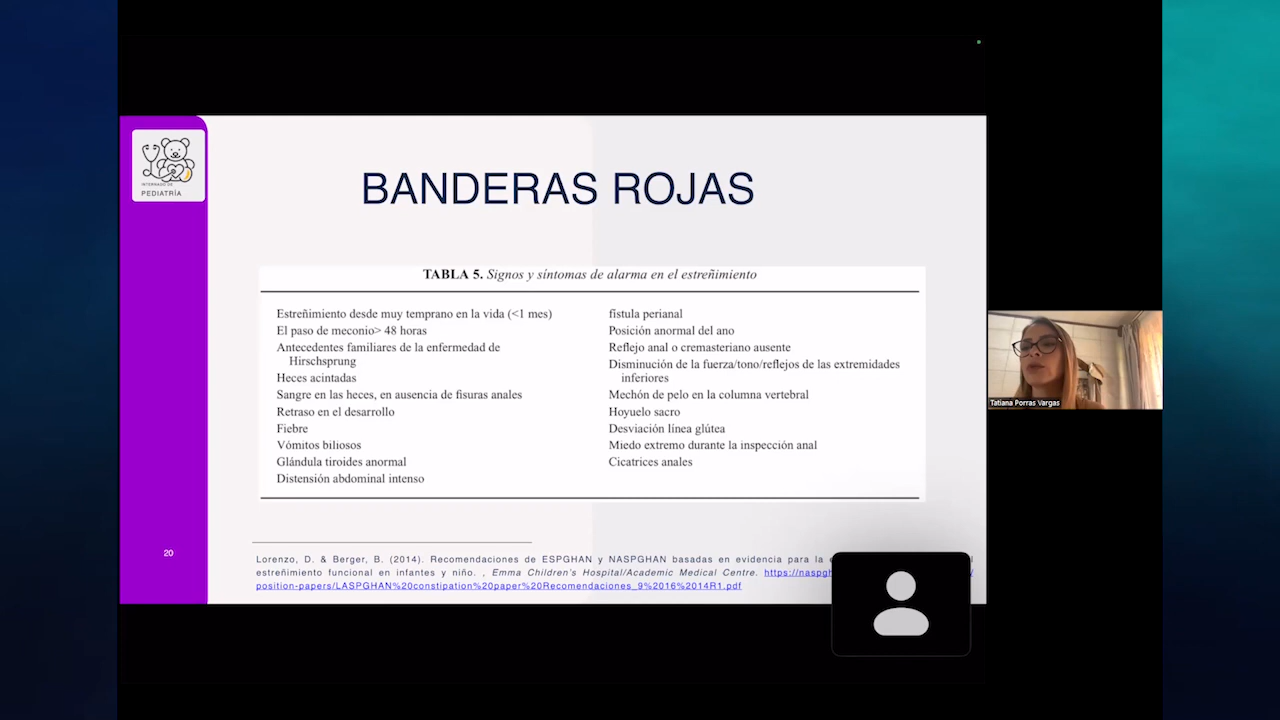 INTERNADO DE
PEDIATRÍA
BANDERAS ROJAS
TABLA 5. Signos y síntomas de alarma en el estreñimiento
Estreñimiento desde muy temprano en la vida (<1 mes)
El paso de meconio> 48 horas
Antecedentes familiares de la enfermedad de
Hirschsprung
Heces acintadas
Sangre en las heces, en ausencia de fisuras anales
Retraso en el desarrollo
Fiebre
Vómitos biliosos
Glándula tiroides anormal
Distensión abdominal intenso
fístula perianal
Posición anormal del ano
Reflejo anal o cremasteriano ausente
Disminución de la fuerza/tono/reflejos de las extremidades
inferiores
Mechón de pelo en la columna vertebral
Hoyuelo sacro
Desviación línea glútea
Miedo extremo durante la inspección anal
Cicatrices anales
20
Lorenzo, D. & Berger, B. (2014). Recomendaciones de ESPGHAN y NASPGHAN basadas en evidencia para la
estreñimiento funcional en infantes y niño. , Emma Children's Hospital/Academic Medical Centre. https://naspgh
position-papers/LASPGHAN%20constipation%20paper%20Recomendaciones_9%2016%2014R1.pdf
Tatiana Porras Vargas